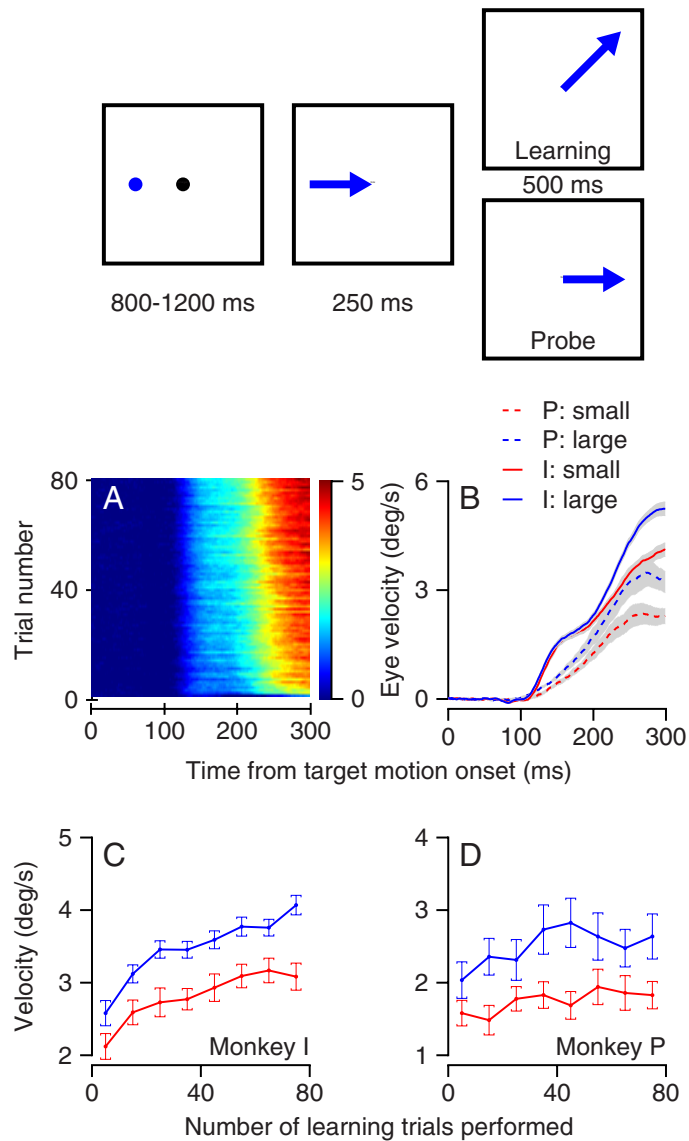 Learning
500 ms
800-1200 ms
250 ms
Probe
P: small
P: large
I: small
I: large
A
B
80
40
0
5
0
6
3
0
Trial number
Eye velocity (deg/s)
0
100
200
300
0
100
200
300
Time from target motion onset (ms)
C
D
5
4
3
2
4
3
2
1
Velocity (deg/s)
Monkey I
Monkey P
0
40
80
0
40
80
Number of learning trials performed